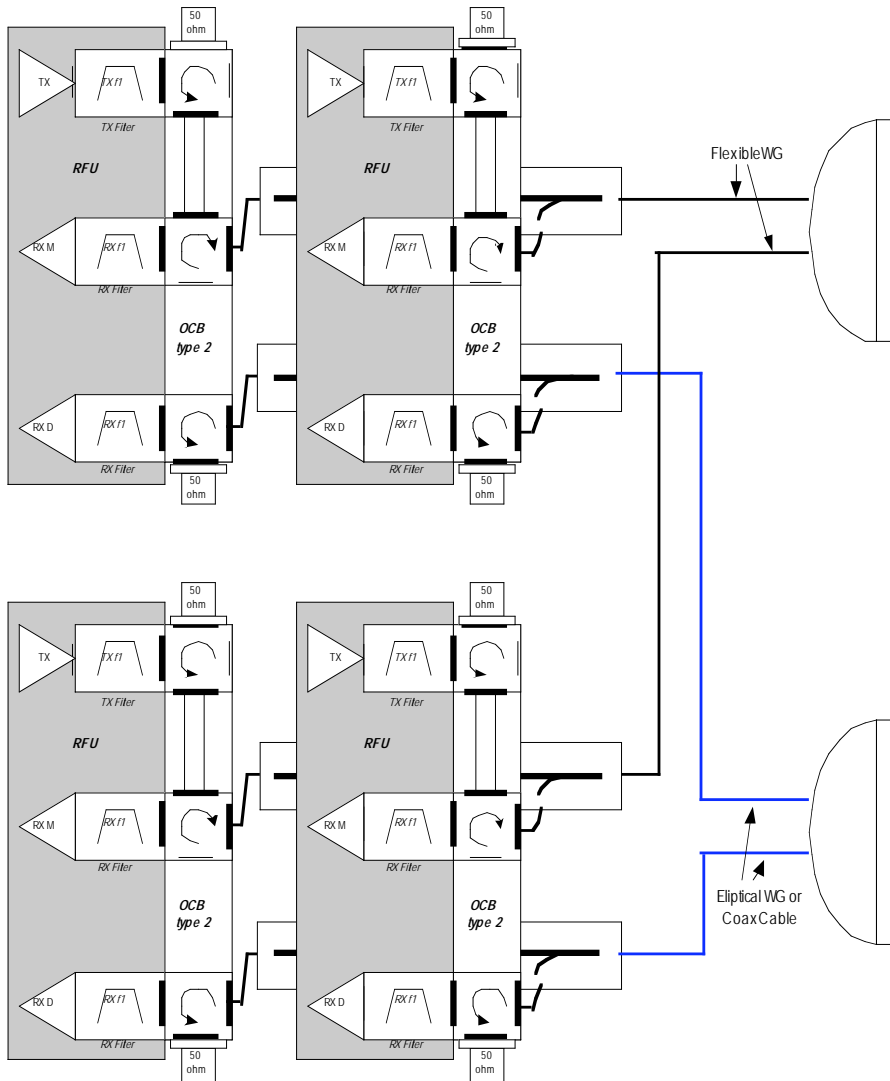 50
ohm
50
ohm
TX
TX f1
TX
TX f1
TX Filter
TX Filter
FlexibleWG
RFU
RFU
RX M
RX f1
RX M
RX f1
RX Filter
RX Filter
OCB
type 2
OCB
type 2
RX D
RX f1
RX D
RX f1
RX Filter
RX Filter
50
ohm
50
ohm
50
ohm
50
ohm
TX
TX f1
TX
TX f1
TX Filter
TX Filter
RFU
RFU
RX M
RX f1
RX M
RX f1
RX Filter
RX Filter
OCB
type 2
OCB
type 2
Eliptical WG or
Coax Cable
RX D
RX f1
RX D
RX f1
RX Filter
RX Filter
50
ohm
50
ohm